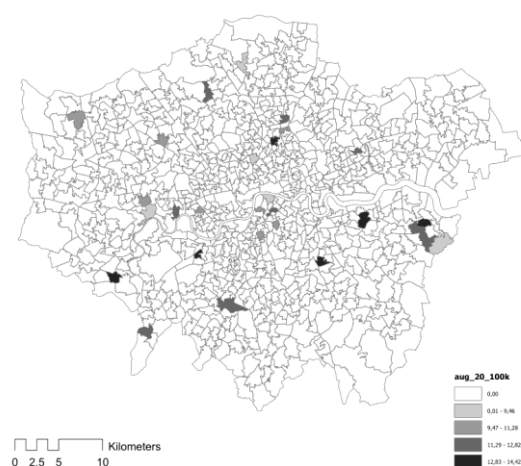 aug_20_100k
0,00
0,01 - 9,46
9,47 - 11,28
11,29 - 12,82
12,83 - 14,42
Kilometers
0 2.5 5 10